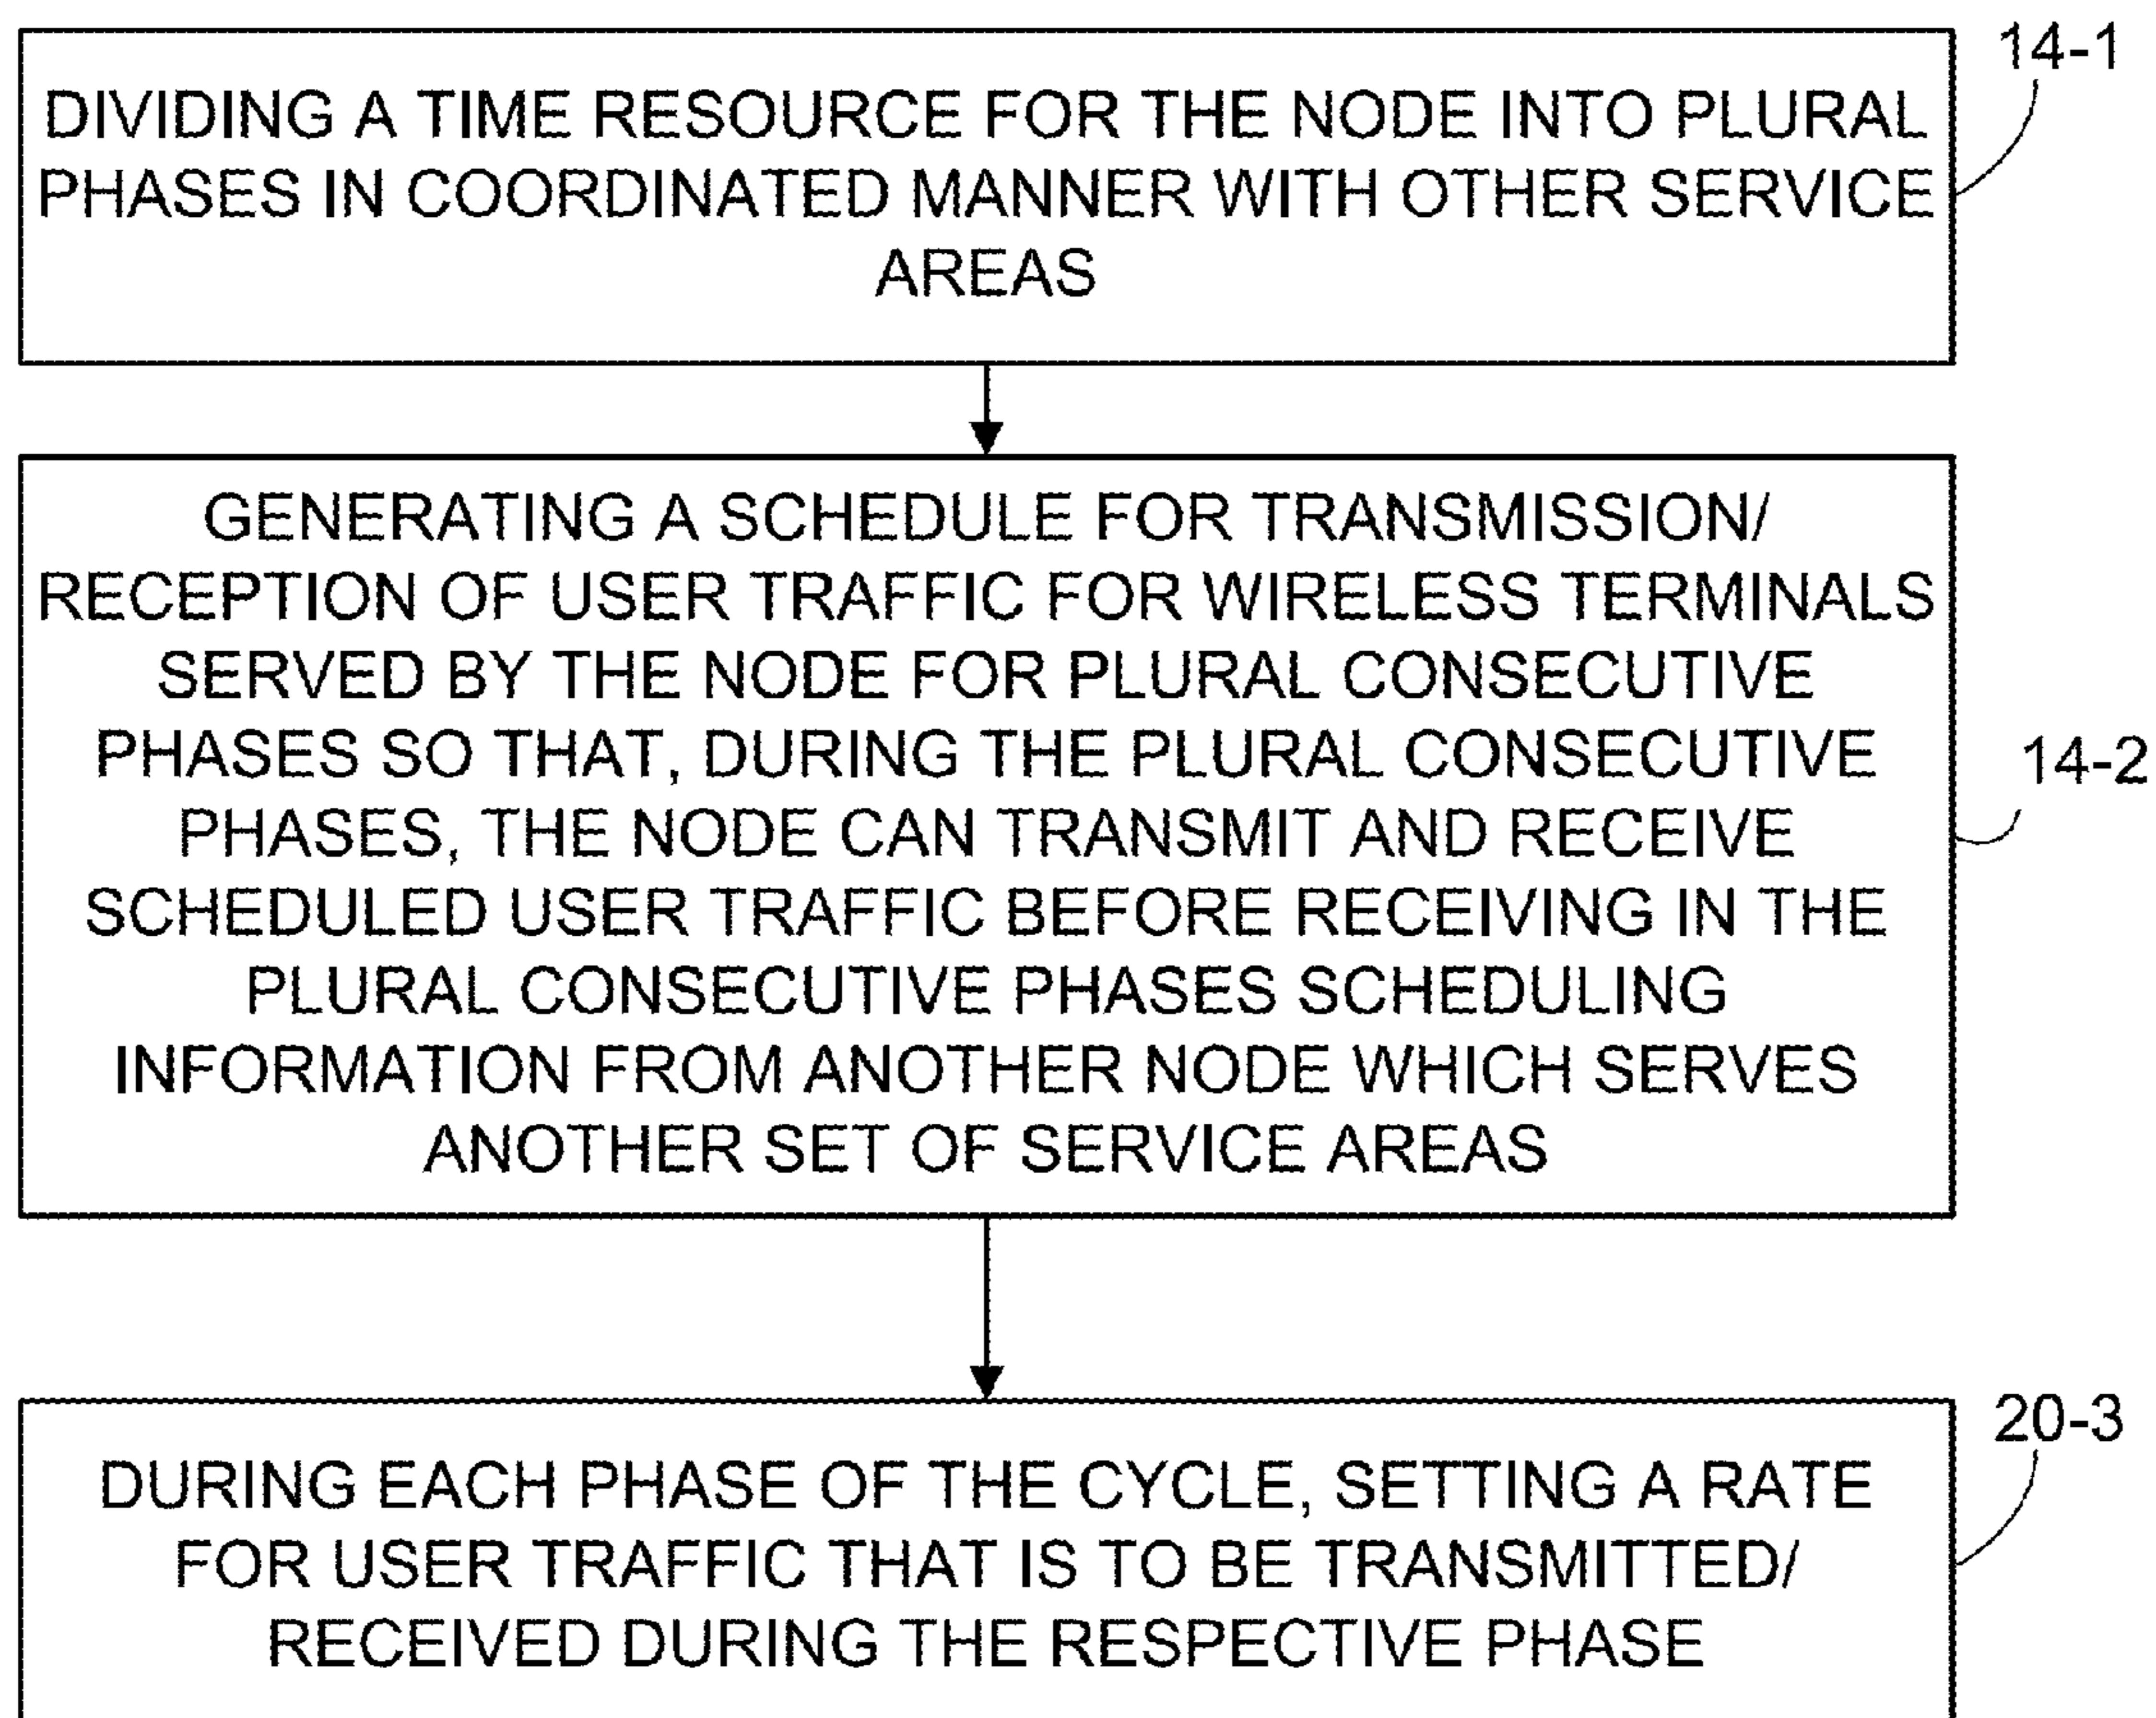 14-1
DIVIDING A TIME RESOURCE FOR THE NODE INTO PLURAL
PHASES IN COORDINATED MANNER WITH OTHER SERVICE
AREAS
GENERATING A SCHEDULE FOR TRANSMISSION/
RECEPTION OF USER TRAFFIC FOR WIRELESS TERMINALS
SERVED BY THE NODE FOR PLURAL CONSECUTIVE
PHASES SO THAT, DURING THE PLURAL CONSECUTIVE
14-2
PHASES, THE NODE CAN TRANSMIT AND RECEIVE
SCHEDULED USER TRAFFIC BEFORE RECEIVING IN THE
PLURAL CONSECUTIVE PHASES SCHEDULING
INFORMATION FROM ANOTHER NODE WHICH SERVES
ANOTHER SET OF SERVICE AREAS
20-3
DURING EACH PHASE OF THE CYCLE, SETTING A RATE
FOR USER TRAFFIC THAT IS TO BE TRANSMITTED/
RECEIVED DURING THE RESPECTIVE PHASE